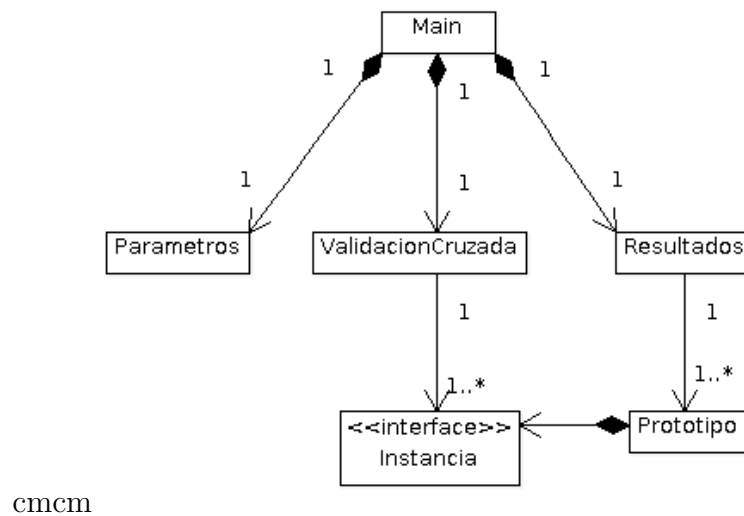 Main
1
1
1
1
1
1
Parametros
ValidacionCruzada
Resultados
1
1
1..*
1..*
<<interface>>
Instancia
Prototipo
cmcm